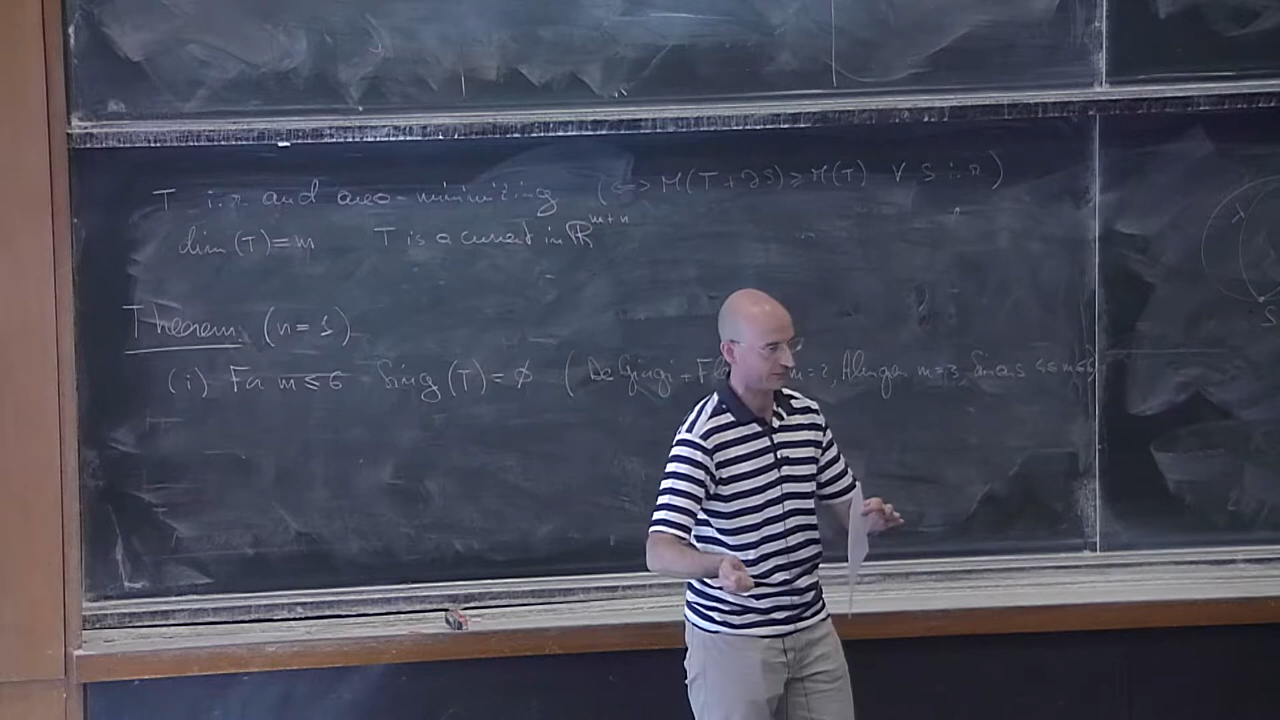 T i.r. and area-minimizing (⇔ M(T+∂S) ≥ M(T) ∀ S i.r.)
dim(T)=m T is a current in ℝ^{m+n}
Theorem (n=1)
(i) For m≤6 Sing(T)=∅ (De Giorgi + Fl m=2, Almgren m=3, Simons 4≤m≤6)
S